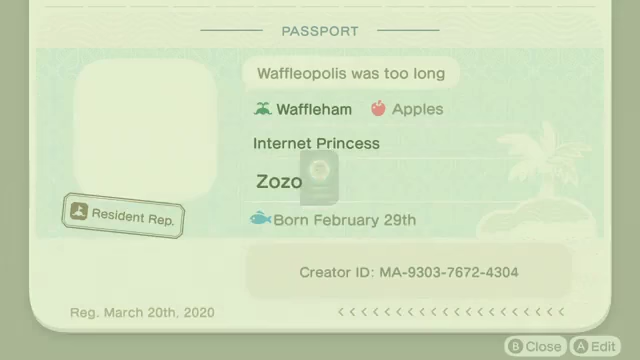 PASSPORT
Waffleopolis was too long
Waffleham Apples
Internet Princess
Zozo
Resident Rep.
Born February 29th
Creator ID: MA-9303-7672-4304
Reg. March 20th, 2020 < < < < < < < < < < < < < < < < < < < <
B Close A Edit